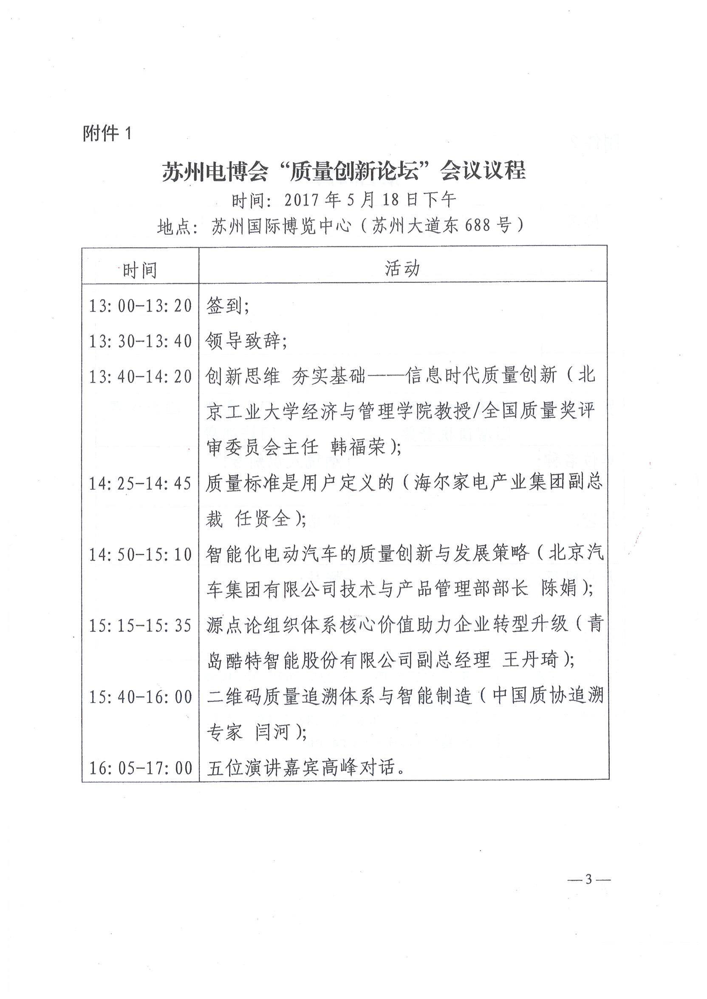 附件 1
苏州电博会“质量创新论坛”会议议程
时间: 2017 年 5 月 18 日下午
地点: 苏州国际博览中心（苏州大道东 688 号）
时间 活动
13: 00-13: 20 签到;
13: 30-13: 40 领导致辞;
13: 40-14: 20 创新思维 夯实基础——信息时代质量创新（北
京工业大学经济与管理学院教授/全国质量奖评
审委员会主任 韩福荣);
14: 25-14: 45 质量标准是用户定义的（海尔家电产业集团副总
裁 任贤全);
14: 50-15: 10 智能化电动汽车的质量创新与发展策略（北京汽
车集团有限公司技术与产品管理部部长 陈娟);
15: 15-15: 35 源点论组织体系核心价值助力企业转型升级（青
岛酷特智能股份有限公司副总经理 王丹琦);
15: 40-16: 00 二维码质量追溯体系与智能制造（中国质协追溯
专家 闫河);
16: 05-17: 00 五位演讲嘉宾高峰对话。
— 3 —